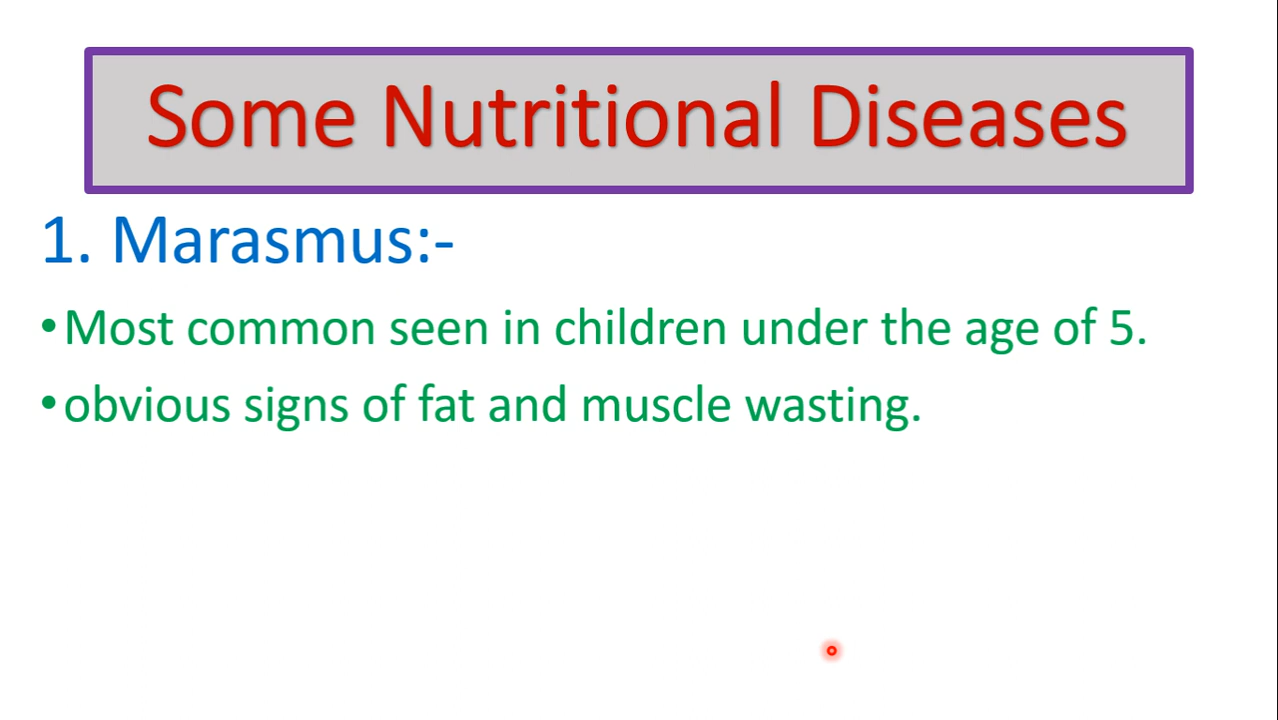 Some Nutritional Diseases
1. Marasmus:-
•Most common seen in children under the age of 5.
•obvious signs of fat and muscle wasting.